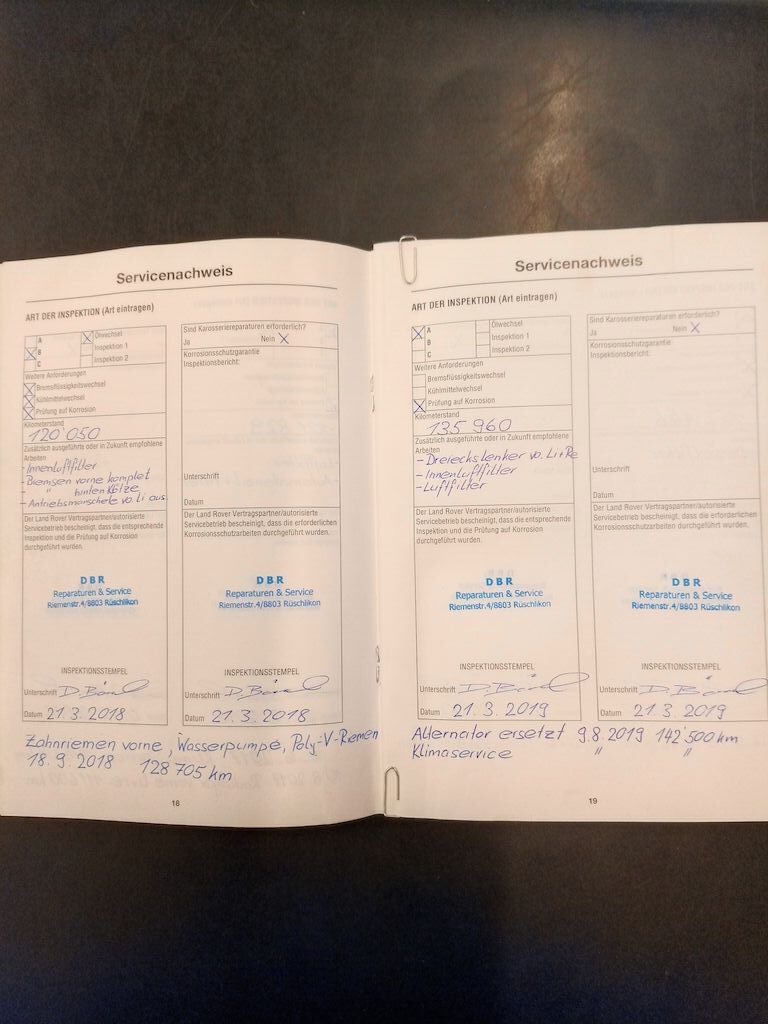 Servicenachweis
ART DER INSPEKTION (Art eintragen)
A
B
C
X Ölwechsel
X Inspektion 1
Inspektion 2
Weitere Anforderungen
X Bremsflüssigkeitswechsel
X Kühlmittelwechsel
X Prüfung auf Korrosion
Kilometerstand
120'050
Zusätzlich ausgeführte oder in Zukunft empfohlene
Arbeiten
- Innenluftfilter
- Bremsen vorne komplet
- " hinten Klötze
- Antriebsmanschete vo. Li aus.
Der Land Rover Vertragspartner/autorisierte
Servicebetrieb bescheinigt, dass die entsprechende
Inspektion und die Prüfung auf Korrosion
durchgeführt wurden.
DBR
Reparaturen & Service
Riemenstr.4/8803 Rüschlikon
INSPEKTIONSSTEMPEL
Unterschrift
Datum 21.3.2018
Sind Karosseriereparaturen erforderlich?
Ja Nein X
Korrosionsschutzgarantie
Inspektionsbericht:
Unterschrift
Datum
Der Land Rover Vertragspartner/autorisierte
Servicebetrieb bescheinigt, dass die erforderlichen
Korrosionsschutzarbeiten durchgeführt wurden.
DBR
Reparaturen & Service
Riemenstr.4/8803 Rüschlikon
INSPEKTIONSSTEMPEL
Unterschrift
Datum 21.3.2018
Zahnriemen vorne, Wasserpumpe, Poly-V-Riemen
18.9.2018 128705 km
18
Servicenachweis
ART DER INSPEKTION (Art eintragen)
X A
B
C
Ölwechsel
Inspektion 1
Inspektion 2
Weitere Anforderungen
Bremsflüssigkeitswechsel
Kühlmittelwechsel
X Prüfung auf Korrosion
Kilometerstand
135 960
Zusätzlich ausgeführte oder in Zukunft empfohlene
Arbeiten
- Dreieckslenker vo. Li+Re
- Innenluftfilter
- Luftfilter
Der Land Rover Vertragspartner/autorisierte
Servicebetrieb bescheinigt, dass die entsprechende
Inspektion und die Prüfung auf Korrosion
durchgeführt wurden.
DBR
Reparaturen & Service
Riemenstr.4/8803 Rüschlikon
INSPEKTIONSSTEMPEL
Unterschrift
Datum 21.3.2019
Sind Karosseriereparaturen erforderlich?
Ja Nein X
Korrosionsschutzgarantie
Inspektionsbericht:
Unterschrift
Datum
Der Land Rover Vertragspartner/autorisierte
Servicebetrieb bescheinigt, dass die erforderlichen
Korrosionsschutzarbeiten durchgeführt wurden.
DBR
Reparaturen & Service
Riemenstr.4/8803 Rüschlikon
INSPEKTIONSSTEMPEL
Unterschrift
Datum 21.3.2019
Alternator ersetzt 9.8.2019 142'500 km
Klimaservice " "
19